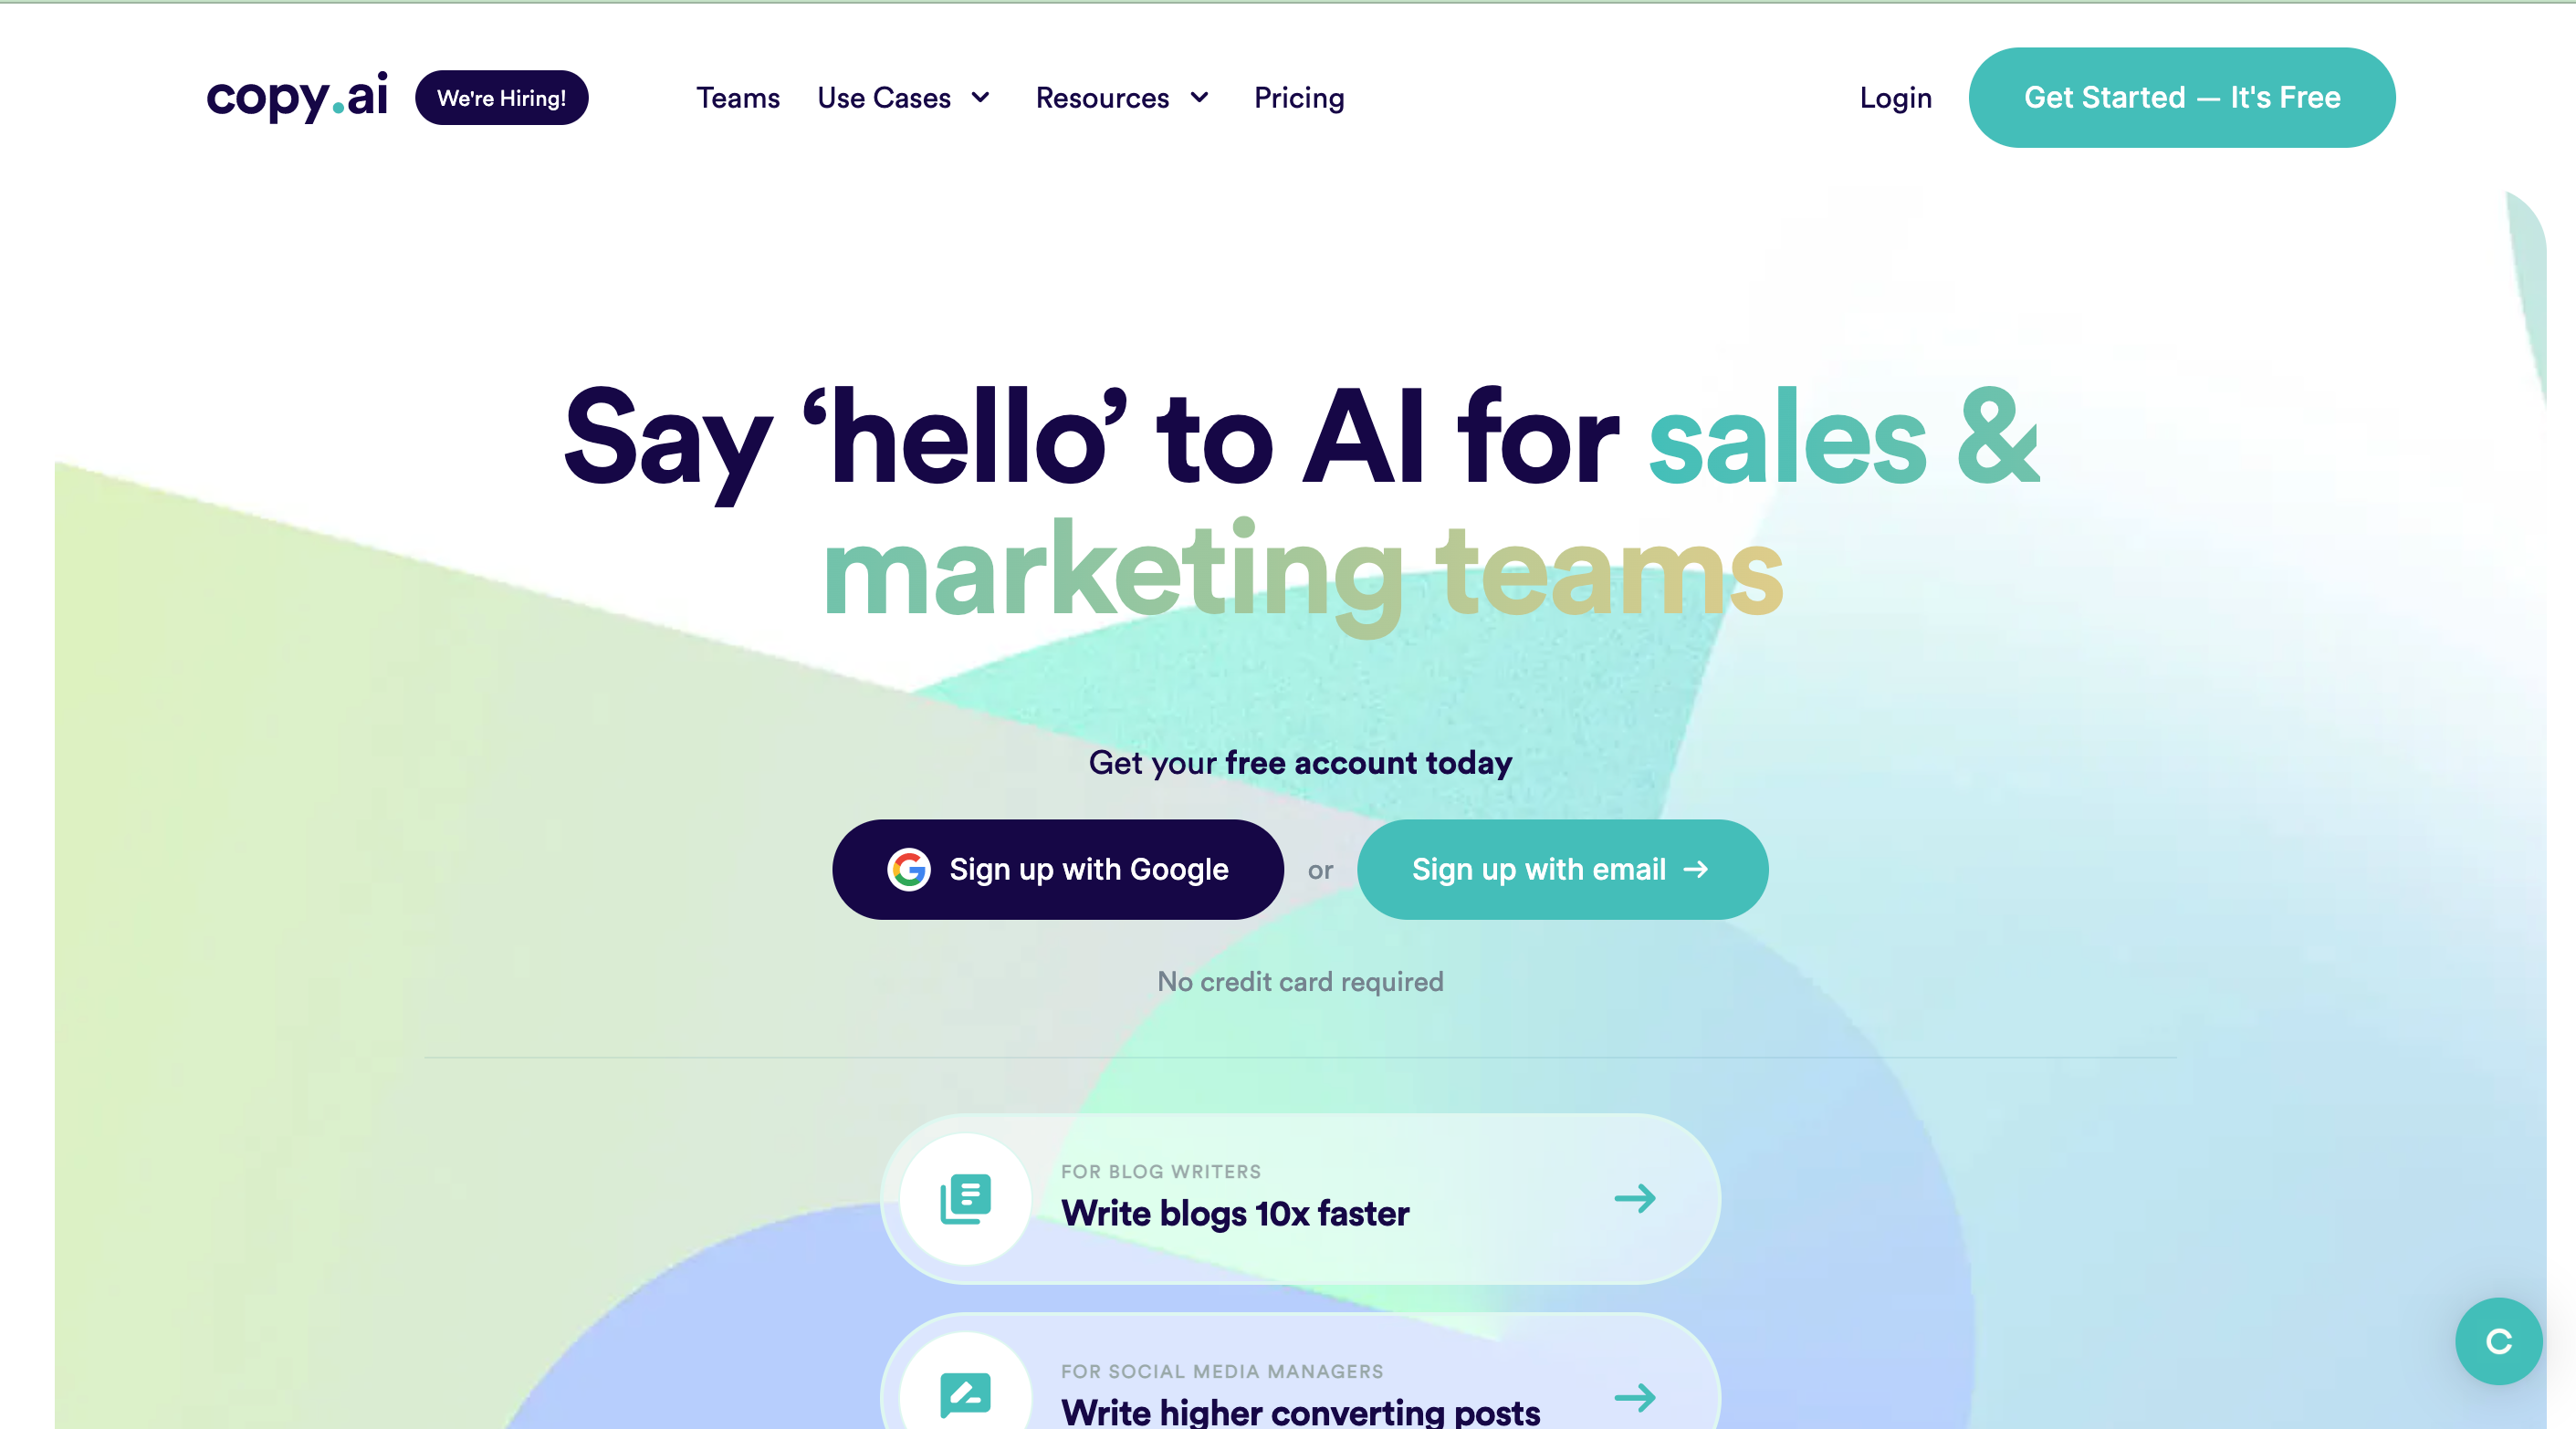 copy.ai We're Hiring! Teams Use Cases Resources Pricing Login Get Started — It's Free
Say ‘hello’ to AI for sales &
marketing teams
Get your free account today
Sign up with Google or Sign up with email →
No credit card required
FOR BLOG WRITERS
Write blogs 10x faster
FOR SOCIAL MEDIA MANAGERS
Write higher converting posts
C